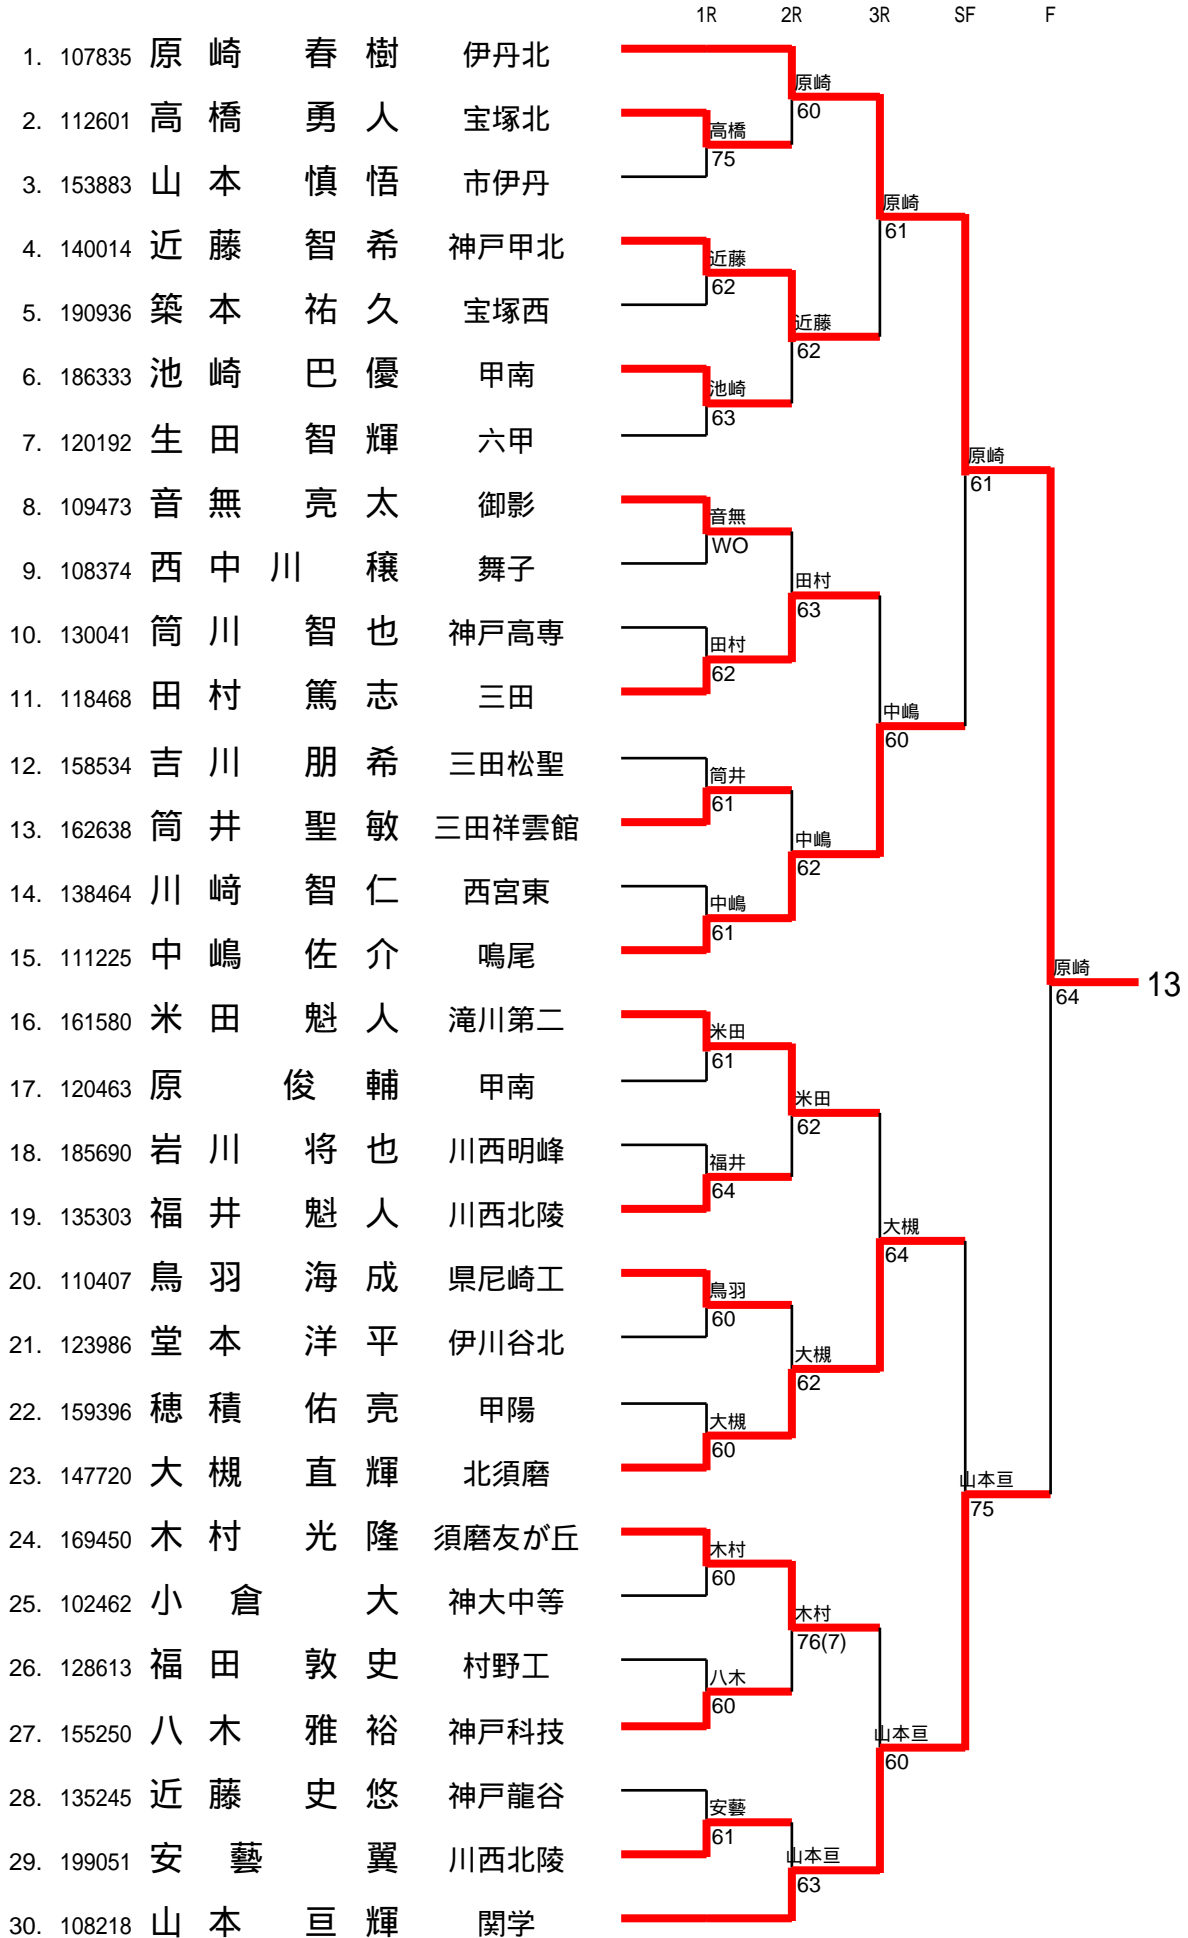 1R 2R 3R SF F
1. 107835 原 崎 春 樹 伊丹北
原崎
60
2. 112601 高 橋 勇 人 宝塚北
高橋
75
3. 153883 山 本 慎 悟 市伊丹
原崎
61
4. 140014 近 藤 智 希 神戸甲北
近藤
62
5. 190936 築 本 祐 久 宝塚西
近藤
62
6. 186333 池 崎 巴 優 甲南
池崎
63
7. 120192 生 田 智 輝 六甲
原崎
61
8. 109473 音 無 亮 太 御影
音無
WO
9. 108374 西 中 川 穣 舞子
田村
63
10. 130041 筒 川 智 也 神戸高専
田村
62
11. 118468 田 村 篤 志 三田
中嶋
60
12. 158534 吉 川 朋 希 三田松聖
筒井
61
13. 162638 筒 井 聖 敏 三田祥雲館
中嶋
62
14. 138464 川 﨑 智 仁 西宮東
中嶋
61
15. 111225 中 嶋 佐 介 鳴尾
原崎
64
13
16. 161580 米 田 魁 人 滝川第二
米田
61
17. 120463 原 俊 輔 甲南
米田
62
18. 185690 岩 川 将 也 川西明峰
福井
64
19. 135303 福 井 魁 人 川西北陵
大槻
64
20. 110407 鳥 羽 海 成 県尼崎工
鳥羽
60
21. 123986 堂 本 洋 平 伊川谷北
大槻
62
22. 159396 穂 積 佑 亮 甲陽
大槻
60
23. 147720 大 槻 直 輝 北須磨
山本亘
75
24. 169450 木 村 光 隆 須磨友が丘
木村
60
25. 102462 小 倉 大 神大中等
木村
76(7)
26. 128613 福 田 敦 史 村野工
八木
60
27. 155250 八 木 雅 裕 神戸科技
山本亘
60
28. 135245 近 藤 史 悠 神戸龍谷
安藝
61
29. 199051 安 藝 翼 川西北陵
山本亘
63
30. 108218 山 本 亘 輝 関学